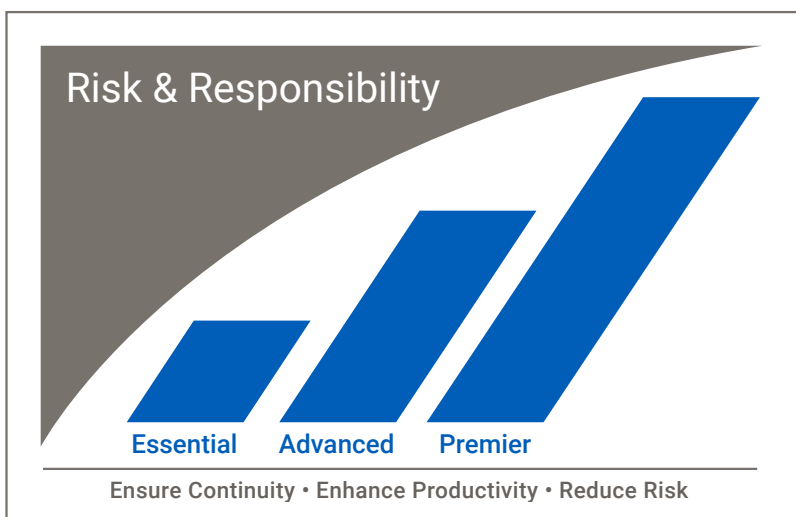 Risk & Responsibility
Essential Advanced Premier
Ensure Continuity • Enhance Productivity • Reduce Risk